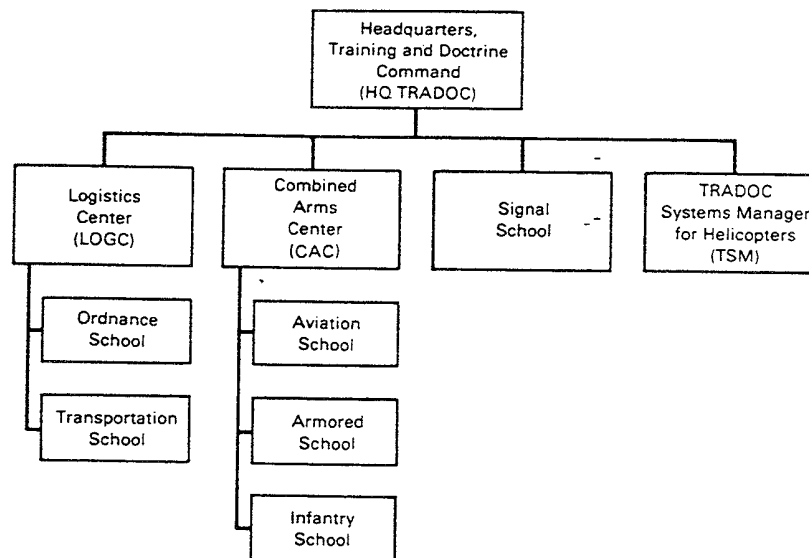 Headquarters,
Training and Doctrine
Command
(HQ TRADOC)
Logistics
Center
(LOGC)
Combined
Arms
Center
(CAC)
Signal
School
TRADOC
Systems Manager
for Helicopters
(TSM)
Ordnance
School
Transportation
School
Aviation
School
Armored
School
Infantry
School